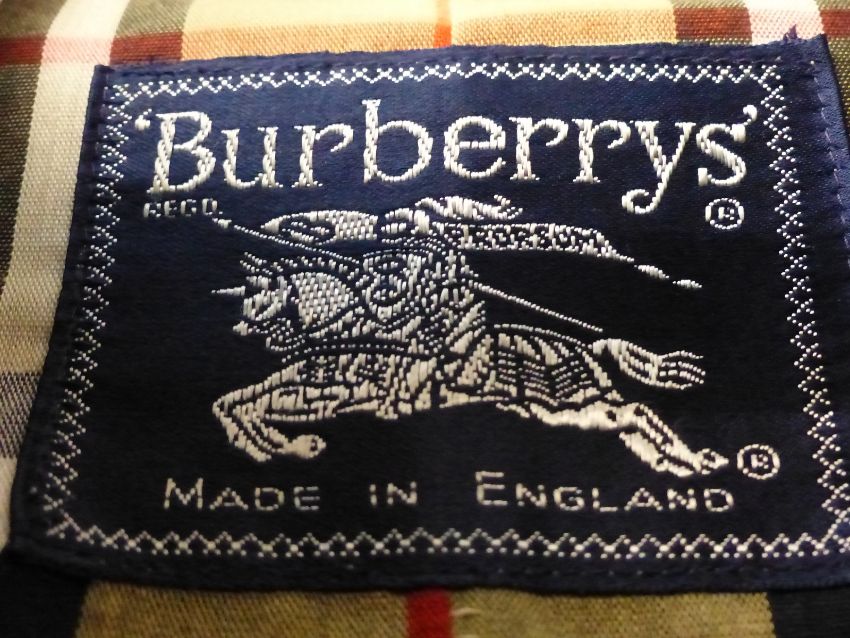 'Burberrys'
REGD. ®
®
MADE IN ENGLAND